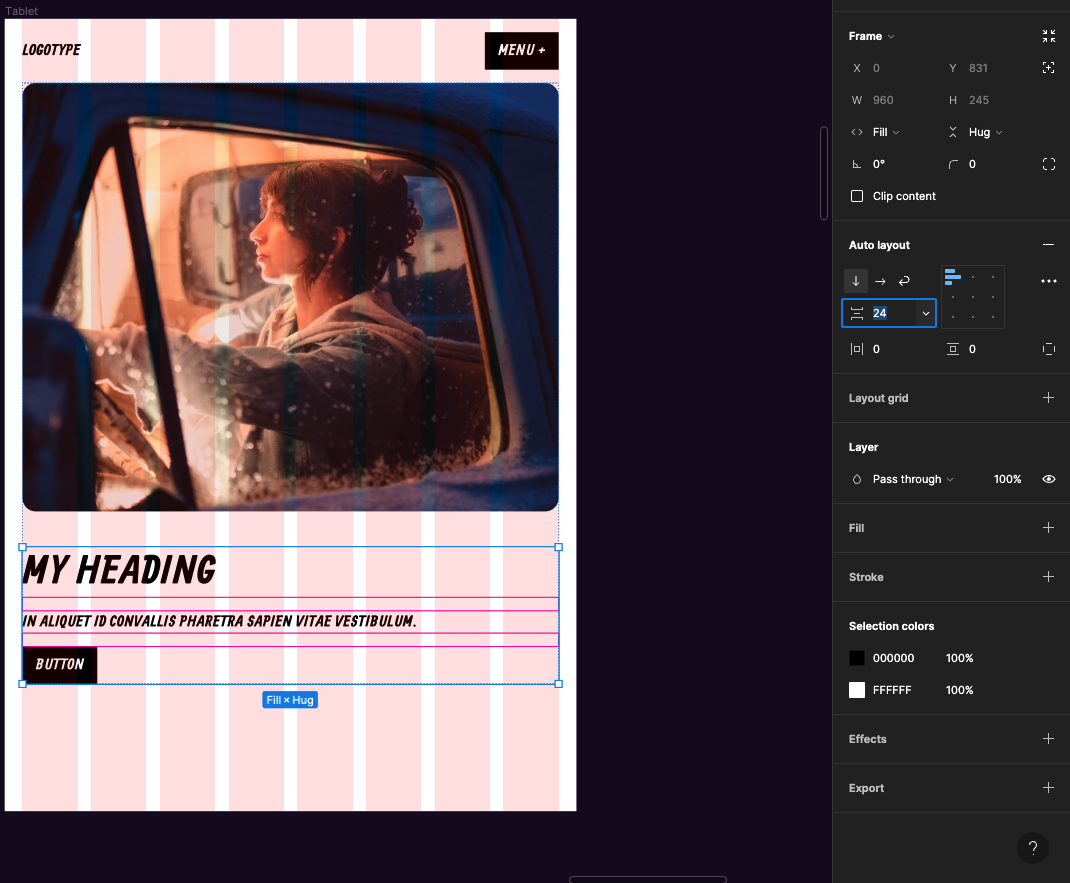 Tablet
LOGOTYPE
MENU +
MY HEADING
IN ALIQUET ID CONVALLIS PHARETRA SAPIEN VITAE VESTIBULUM.
BUTTON
Fill × Hug
Frame
X 0 Y 831
W 960 H 245
Fill Hug
0° 0
Clip content
Auto layout
24
0 0
Layout grid
Layer
Pass through 100%
Fill
Stroke
Selection colors
000000 100%
FFFFFF 100%
Effects
Export
?